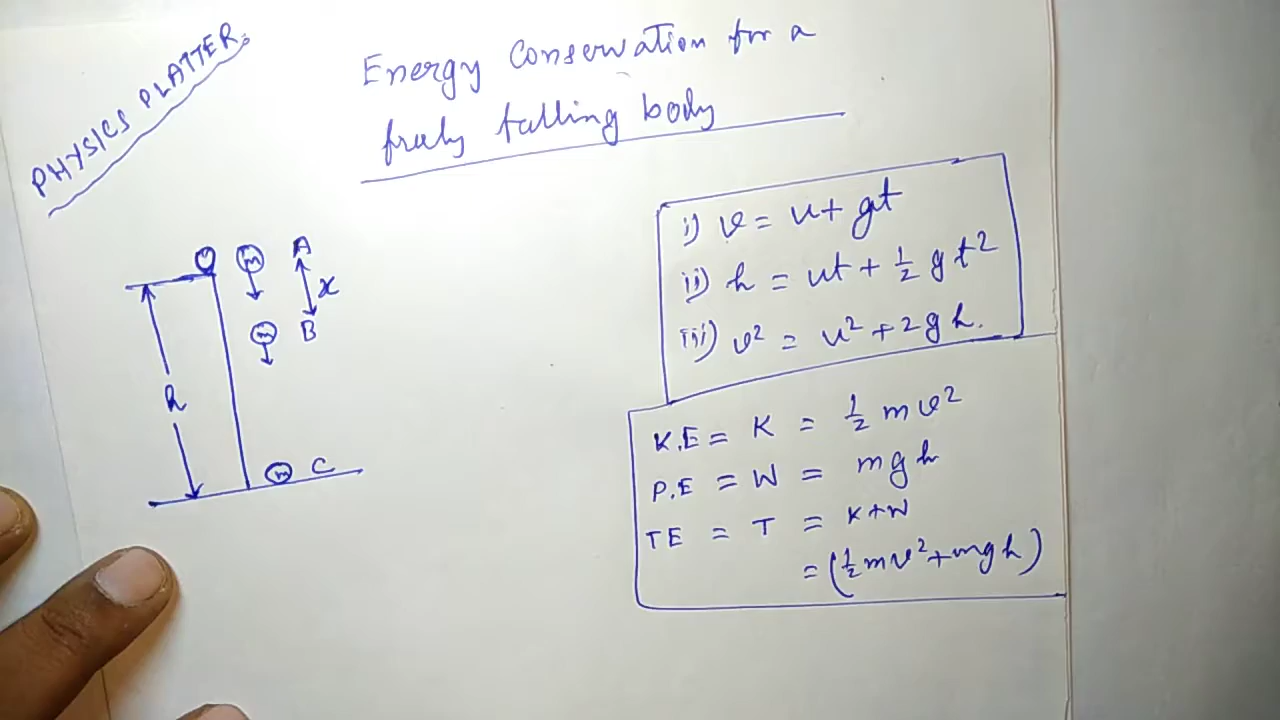 PHYSICS PLATTER.
Energy Conservation for a
freely falling body
m A
x
m B
h
m C
i) v = u + gt
ii) h = ut + 1/2 gt²
iii) v² = u² + 2gh.
K.E = K = 1/2 mv²
P.E = W = mgh
TE = T = K+W
= (1/2 mv² + mgh)